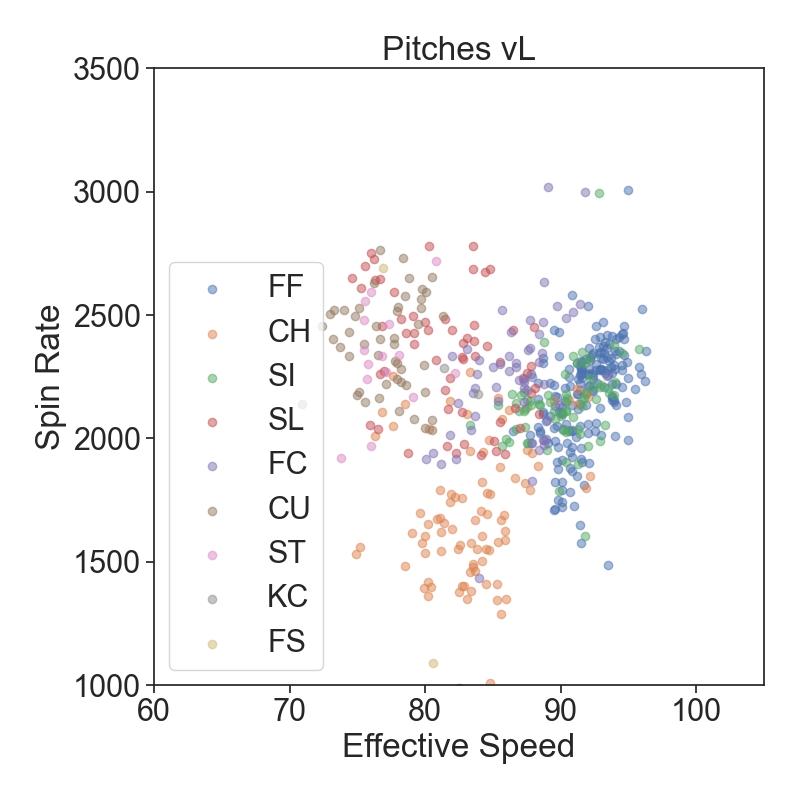 Pitches vL
3500
3000
2500
2000
1500
1000
Spin Rate
FF
CH
SI
SL
FC
CU
ST
KC
FS
60 70 80 90 100
Effective Speed